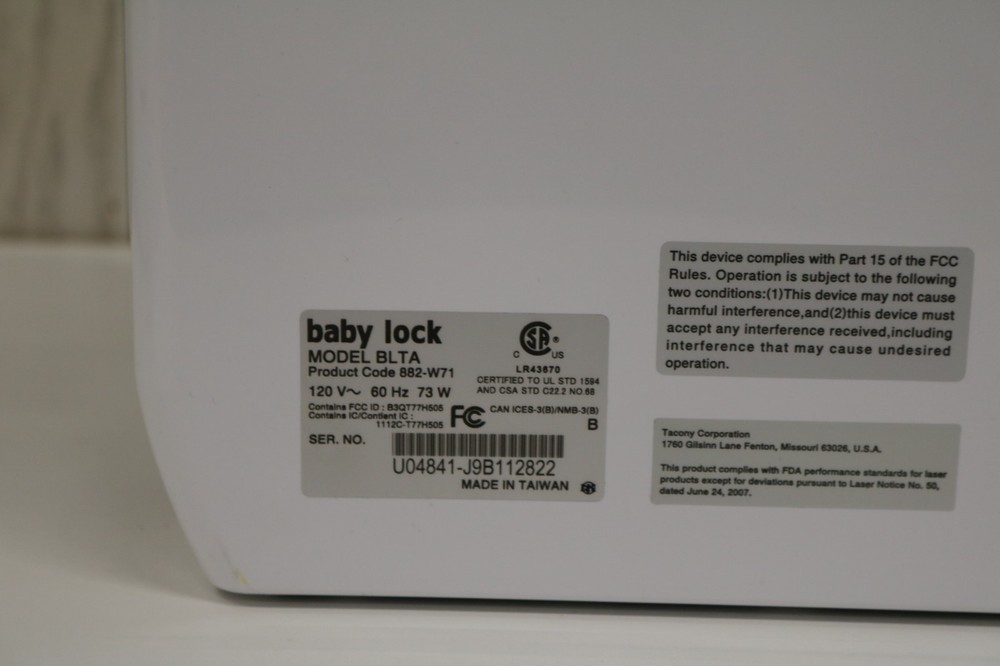 baby lock
MODEL BLTA
Product Code 882-W71
120 V～ 60 Hz 73 W
Contains FCC ID : B3QT77H505
Contains IC/Contient IC :
1112C-T77H505
SER. NO.
C SA ® US
LR43670
CERTIFIED TO UL STD 1594
AND CSA STD C22.2 NO.68
FC CAN ICES-3(B)/NMB-3(B)
B
U04841-J9B112822
MADE IN TAIWAN
This device complies with Part 15 of the FCC
Rules. Operation is subject to the following
two conditions:(1)This device may not cause
harmful interference,and(2)this device must
accept any interference received,including
interference that may cause undesired
operation.
Tacony Corporation
1760 Gilsinn Lane Fenton, Missouri 63026, U.S.A.
This product complies with FDA performance standards for laser
products except for deviations pursuant to Laser Notice No. 50,
dated June 24, 2007.